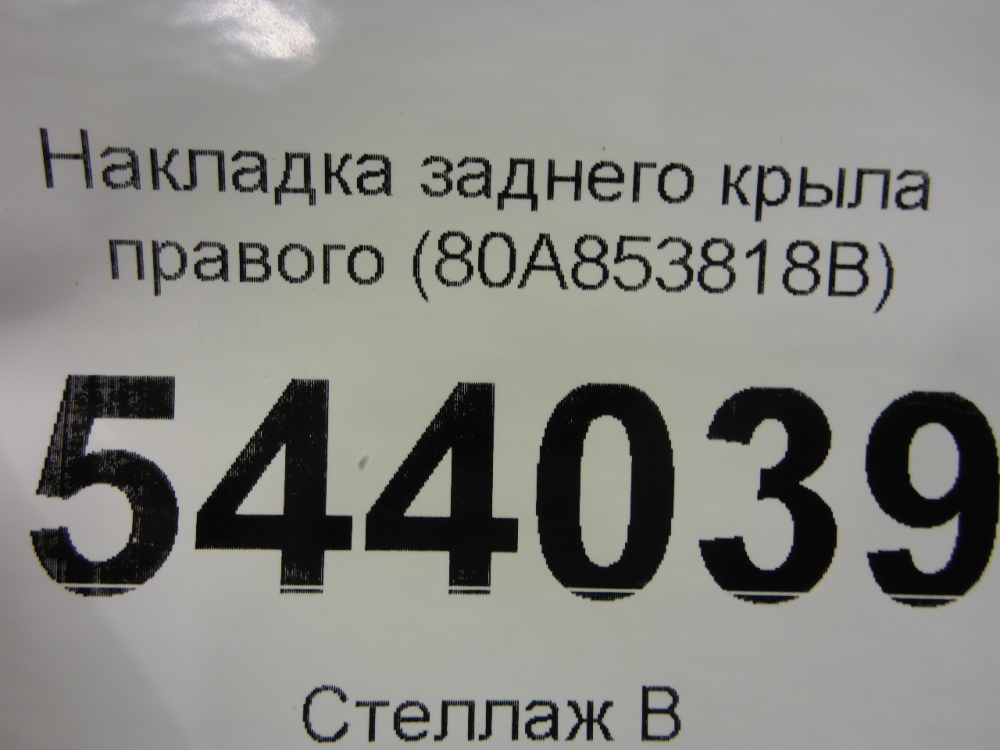 Накладка заднего крыла
правого (80A853818B)
544039
Стеллаж В